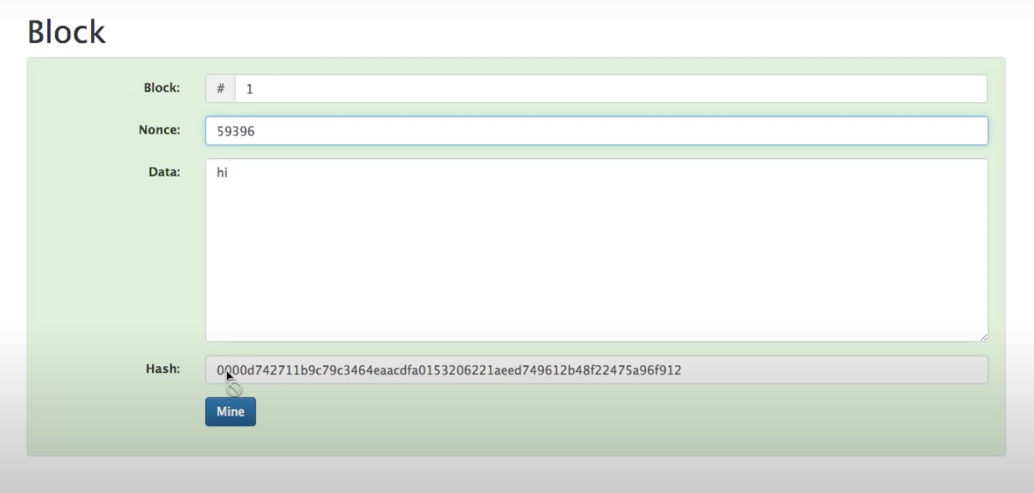 Block
Block: # 1
Nonce: 59396
Data: hi
Hash: 0000d742711b9c79c3464eaacdfa0153206221aeed749612b48f22475a96f912
Mine